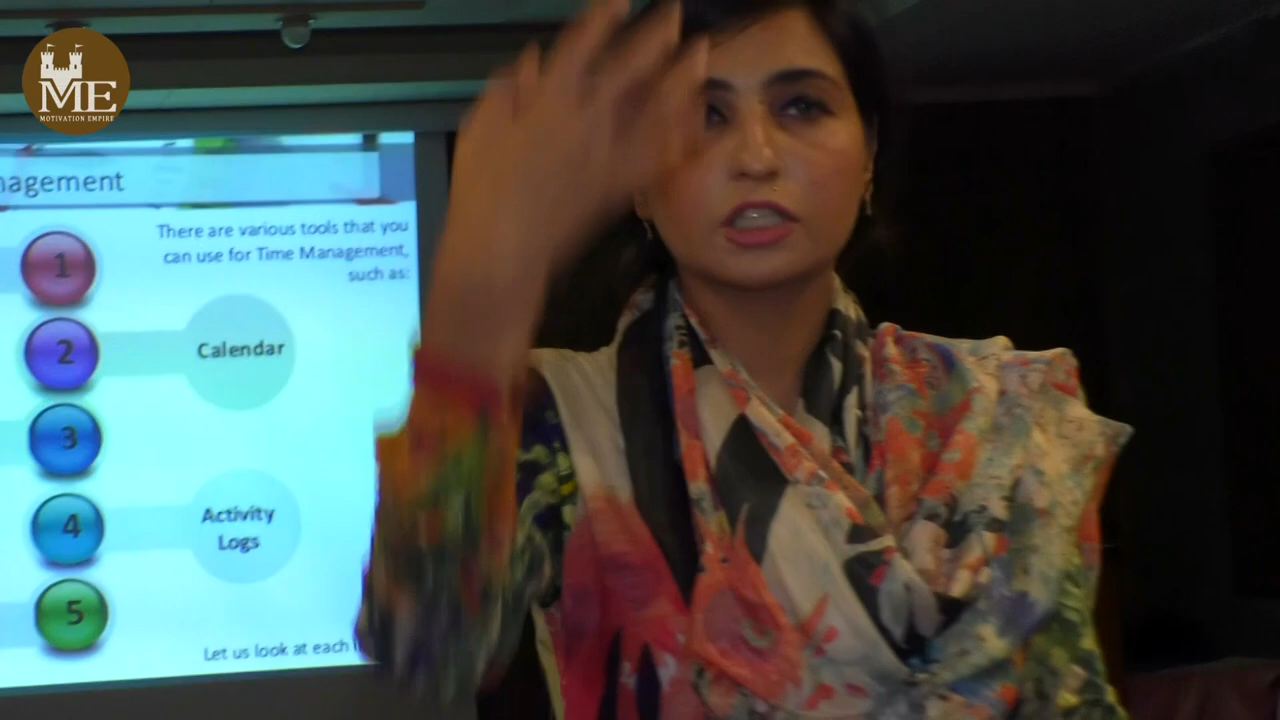 ME
MOTIVATION EMPIRE
nagement
There are various tools that you
can use for Time Management,
such as:
1
2
Calendar
3
4
Activity
Logs
5
Let us look at each